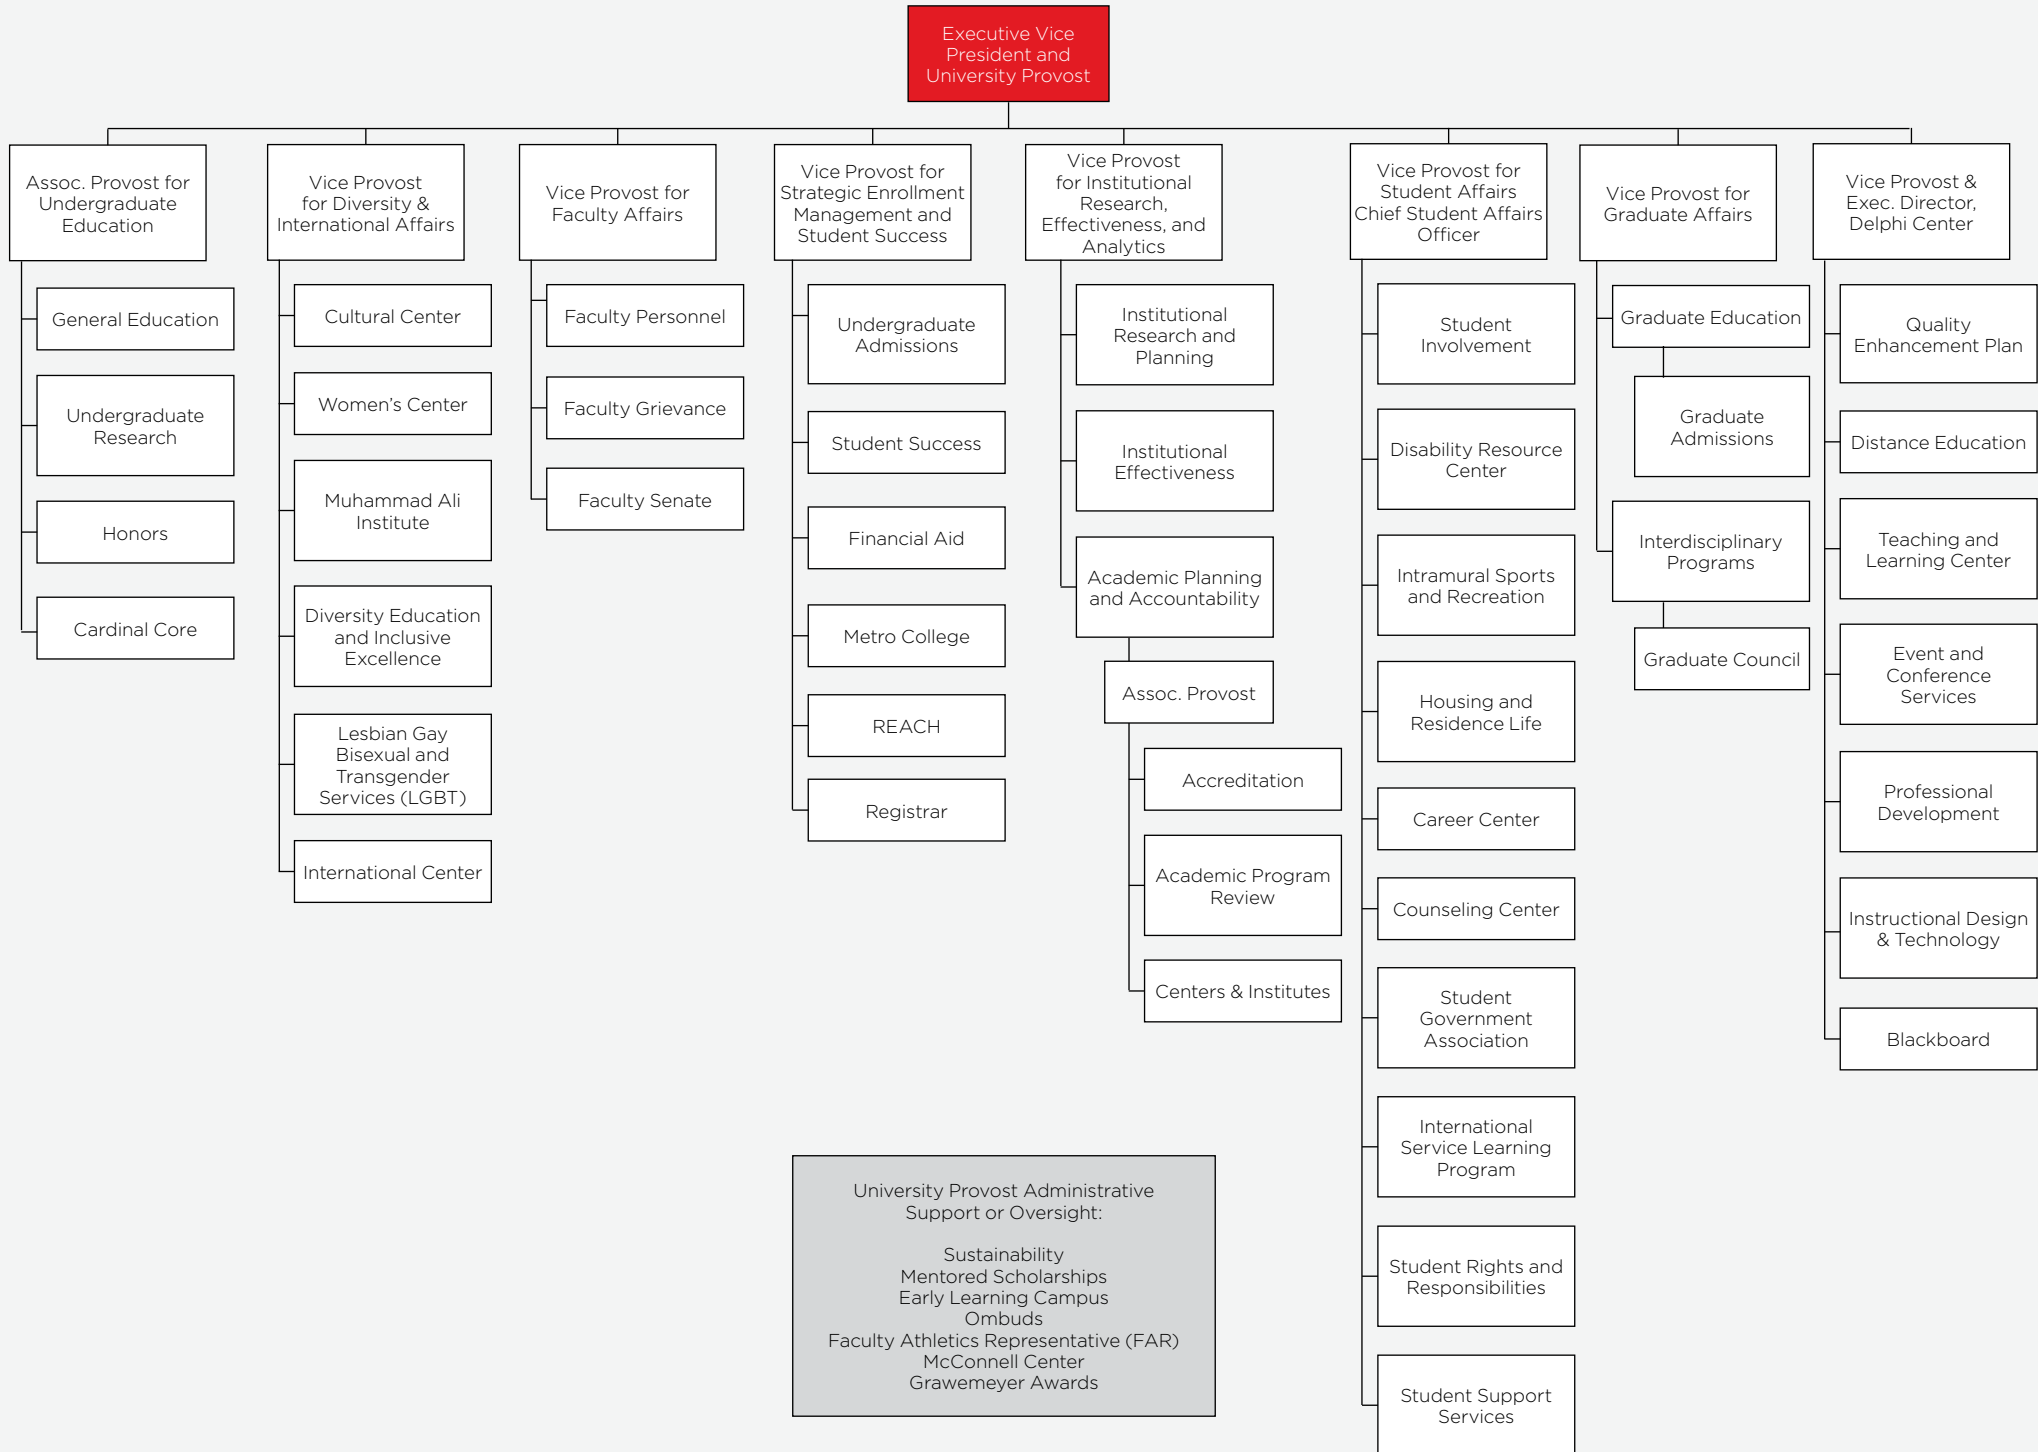 Executive Vice
President and
University Provost
Assoc. Provost for
Undergraduate
Education
General Education
Undergraduate
Research
Honors
Cardinal Core
Vice Provost
for Diversity &
International Affairs
Cultural Center
Women's Center
Muhammad Ali
Institute
Diversity Education
and Inclusive
Excellence
Lesbian Gay
Bisexual and
Transgender
Services (LGBT)
International Center
Vice Provost for
Faculty Affairs
Faculty Personnel
Faculty Grievance
Faculty Senate
Vice Provost for
Strategic Enrollment
Management and
Student Success
Undergraduate
Admissions
Student Success
Financial Aid
Metro College
REACH
Registrar
Vice Provost
for Institutional
Research,
Effectiveness, and
Analytics
Institutional
Research and
Planning
Institutional
Effectiveness
Academic Planning
and Accountability
Assoc. Provost
Accreditation
Academic Program
Review
Centers & Institutes
Vice Provost for
Student Affairs
Chief Student Affairs
Officer
Student
Involvement
Disability Resource
Center
Intramural Sports
and Recreation
Housing and
Residence Life
Career Center
Counseling Center
Student
Government
Association
International
Service Learning
Program
Student Rights and
Responsibilities
Student Support
Services
Vice Provost for
Graduate Affairs
Graduate Education
Graduate
Admissions
Interdisciplinary
Programs
Graduate Council
Vice Provost &
Exec. Director,
Delphi Center
Quality
Enhancement Plan
Distance Education
Teaching and
Learning Center
Event and
Conference
Services
Professional
Development
Instructional Design
& Technology
Blackboard
University Provost Administrative
Support or Oversight:
Sustainability
Mentored Scholarships
Early Learning Campus
Ombuds
Faculty Athletics Representative (FAR)
McConnell Center
Grawemeyer Awards